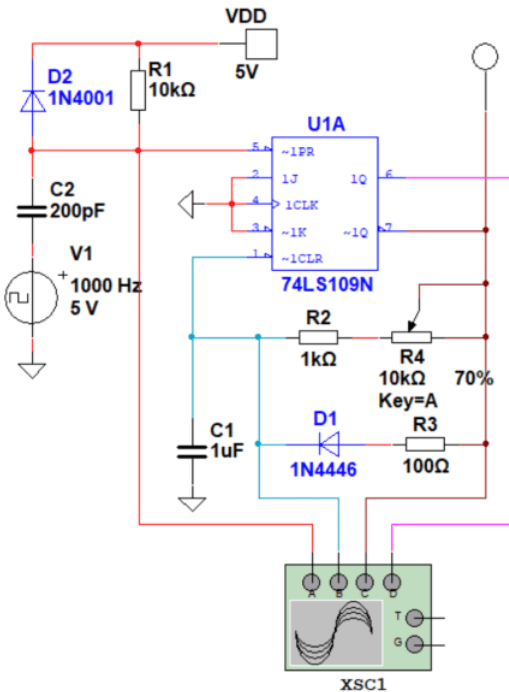 VDD
5V
D2
1N4001
R1
10kΩ
U1A
5
~1PR
2
1J
1Q
6
4
1CLK
3
~1K
~1Q
7
1
~1CLR
74LS109N
C2
200pF
V1
+
1000 Hz
5 V
R2
1kΩ
R4
10kΩ
70%
Key=A
D1
1N4446
R3
100Ω
C1
1uF
A
B
C
D
T
G
XSC1